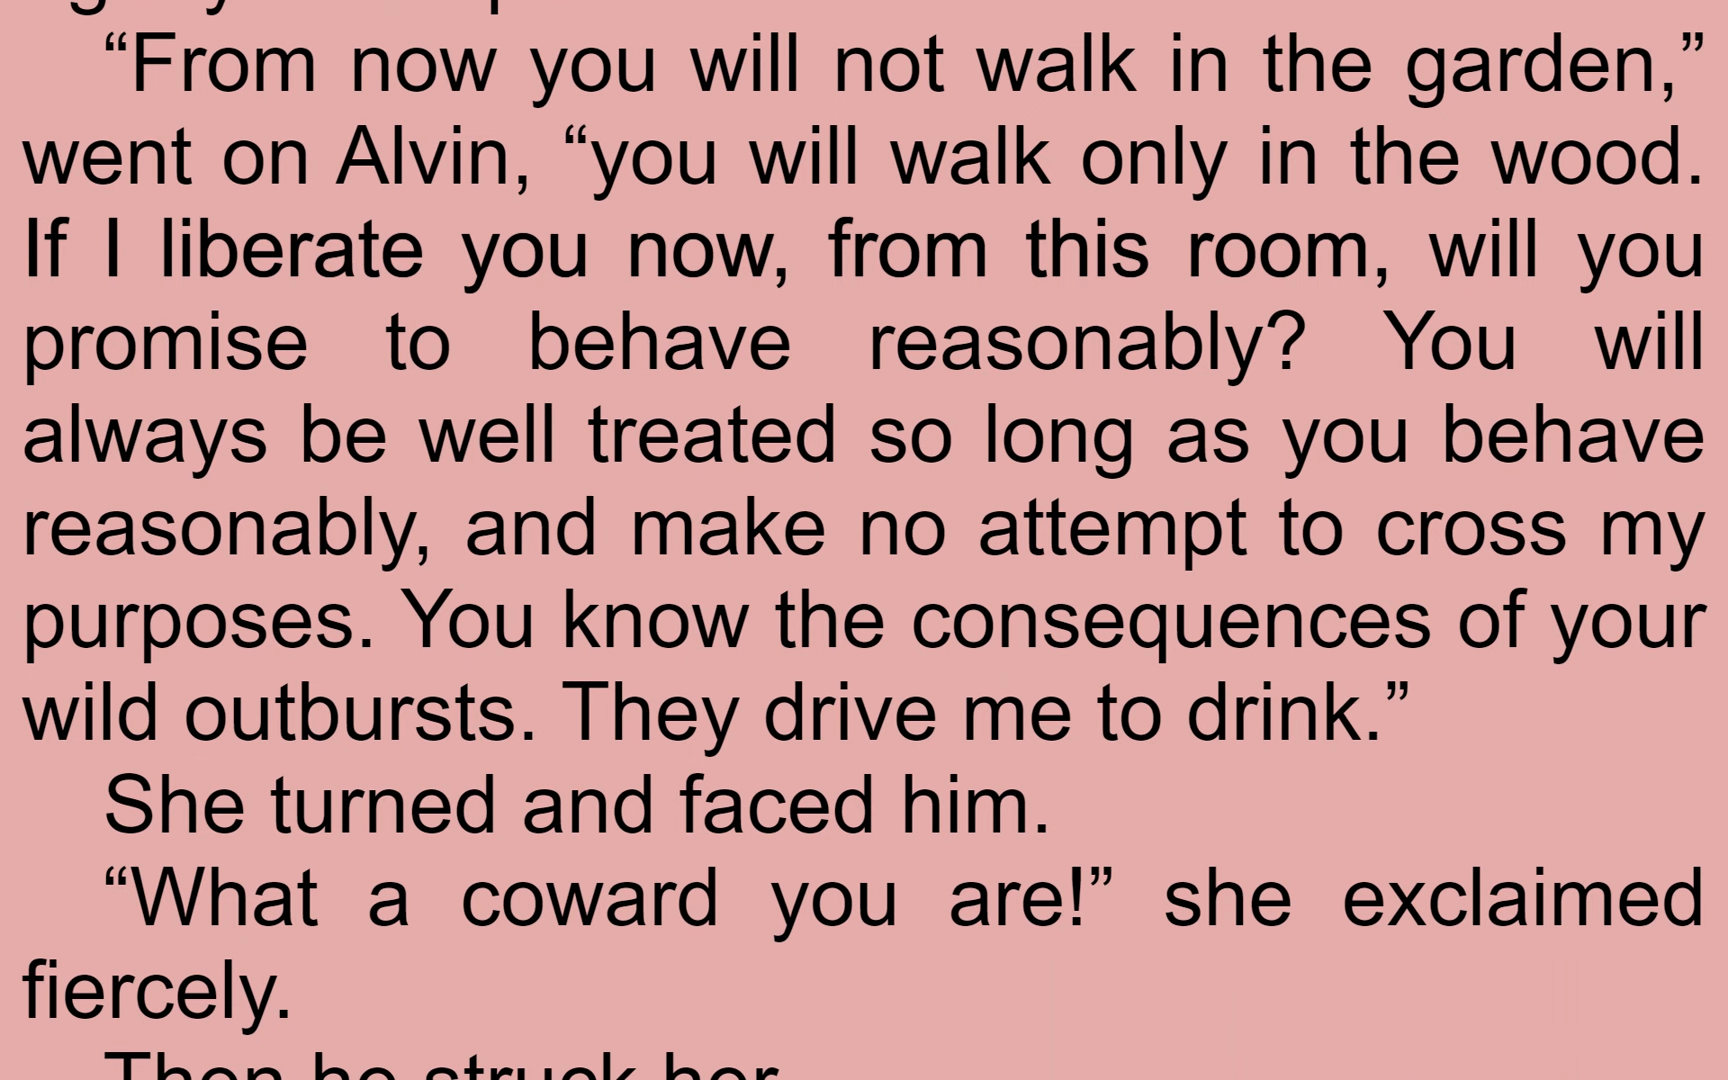 “From now you will not walk in the garden,”
went on Alvin, “you will walk only in the wood.
If I liberate you now, from this room, will you
promise to behave reasonably? You will
always be well treated so long as you behave
reasonably, and make no attempt to cross my
purposes. You know the consequences of your
wild outbursts. They drive me to drink.”
She turned and faced him.
“What a coward you are!” she exclaimed
fiercely.
Then he struck her